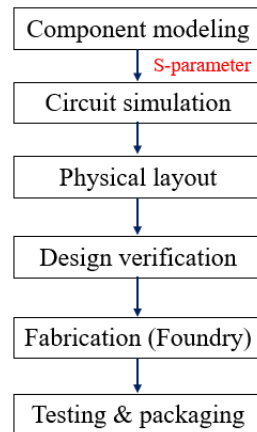 Component modeling
S-parameter
Circuit simulation
Physical layout
Design verification
Fabrication (Foundry)
Testing & packaging